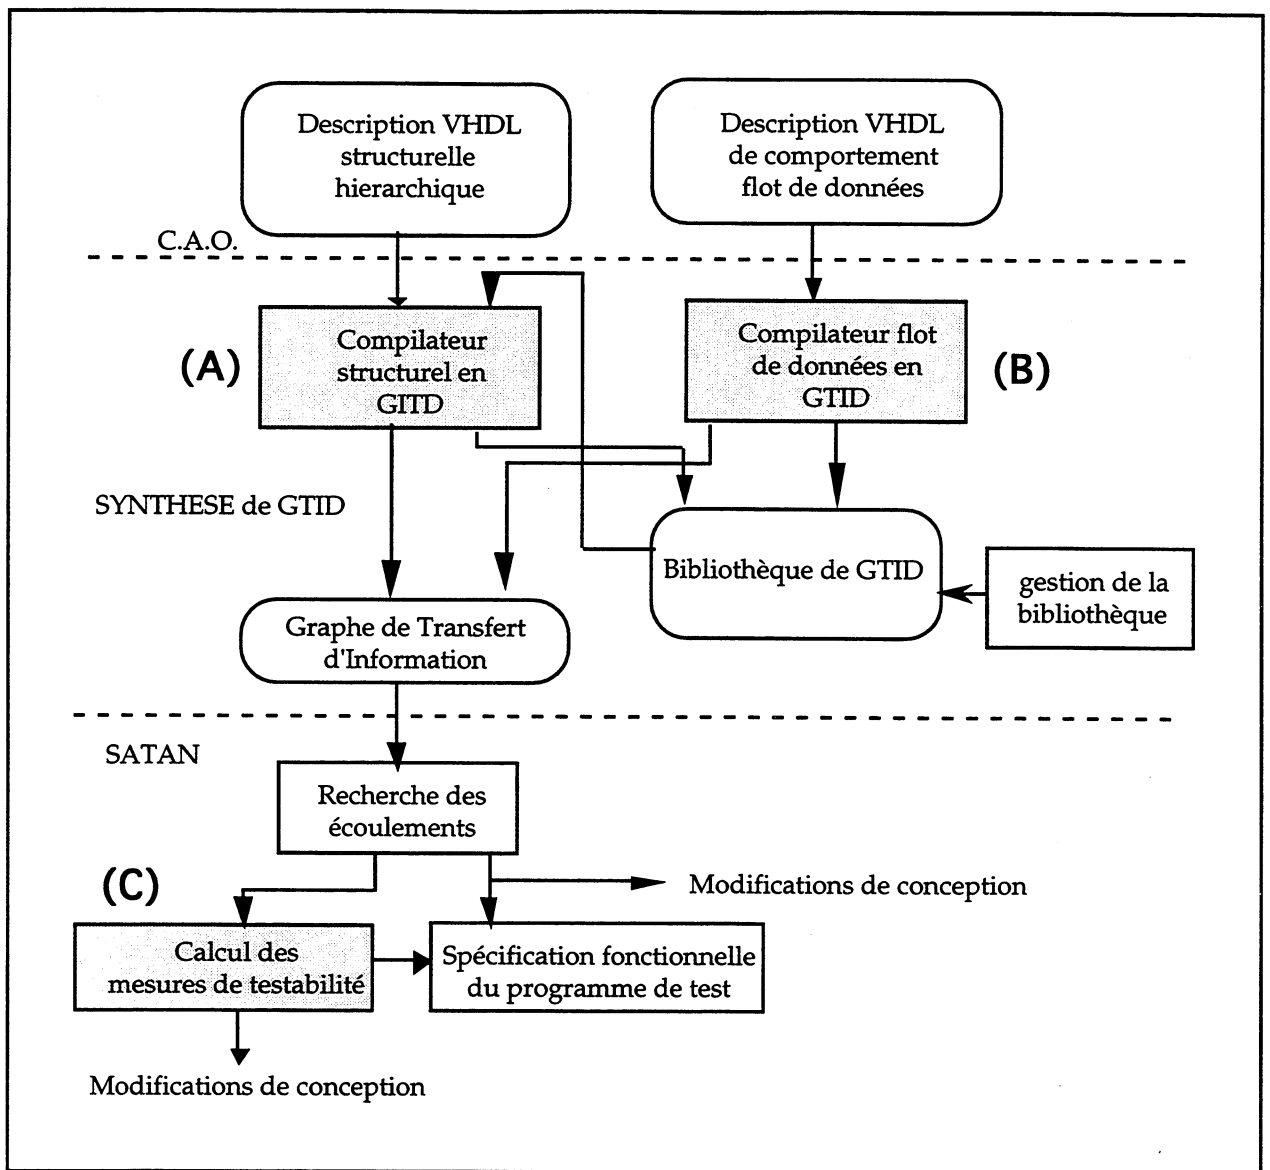 Description VHDL
structurelle
hierarchique
Description VHDL
de comportement
flot de données
C.A.O.
(A)
Compilateur
structurel en
GITD
Compilateur flot
de données en
GTID
(B)
SYNTHESE de GTID
Bibliothèque de GTID
gestion de la
bibliothèque
Graphe de Transfert
d'Information
SATAN
Recherche des
écoulements
(C)
Modifications de conception
Calcul des
mesures de testabilité
Spécification fonctionnelle
du programme de test
Modifications de conception